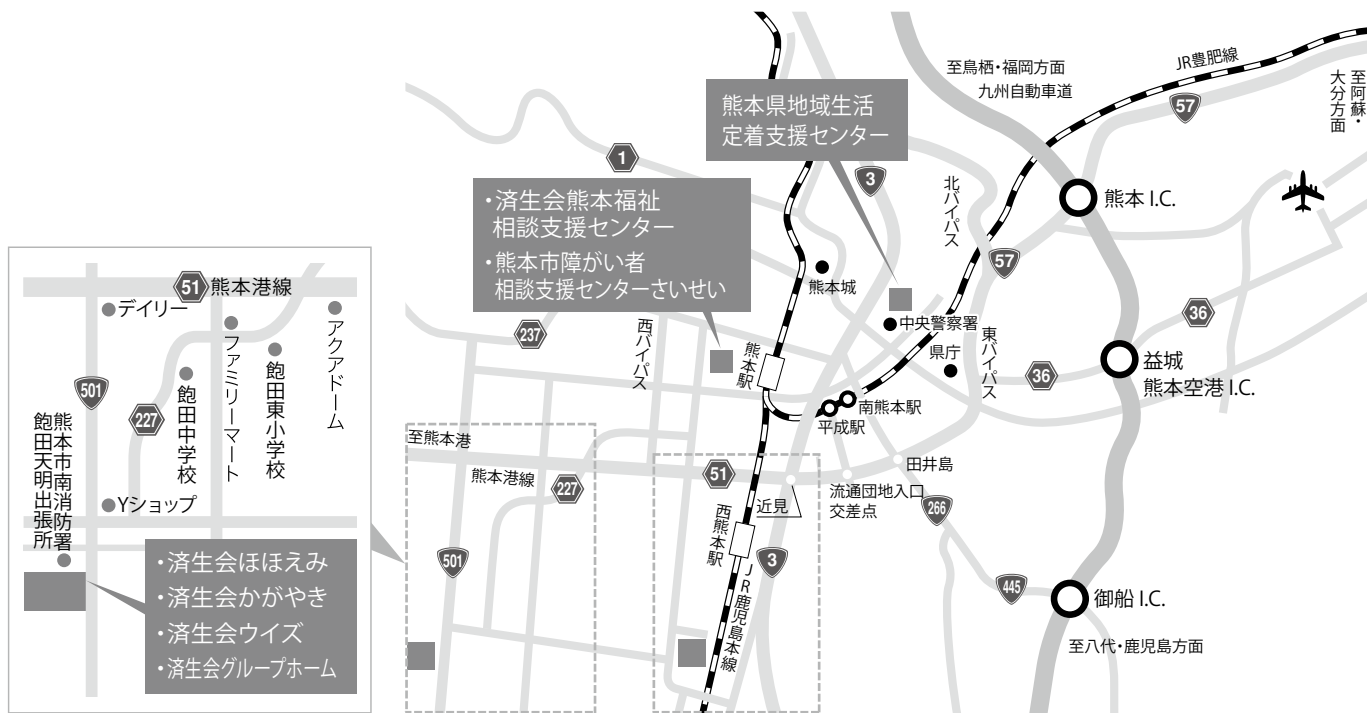 51
熊本港線
デイリー
ファミリーマート
飽田東小学校
アクアドーム
501
227
飽田中学校
熊本市南消防署
飽田天明出張所
Yショップ
・済生会ほほえみ
・済生会かがやき
・済生会ウイズ
・済生会グループホーム
熊本県地域生活
定着支援センター
・済生会熊本福祉
相談支援センター
・熊本市障がい者
相談支援センターさいせい
至鳥栖・福岡方面
九州自動車道
JR豊肥線
至阿蘇・
大分方面
57
1
3
北バイパス
熊本 I.C.
57
熊本城
中央警察署
県庁
東バイパス
36
36
益城
熊本空港 I.C.
237
西バイパス
熊本駅
南熊本駅
平成駅
至熊本港
熊本港線
227
51
近見
田井島
流通団地入口
交差点
266
西熊本駅
501
3
JR鹿児島本線
445
御船 I.C.
至八代・鹿児島方面